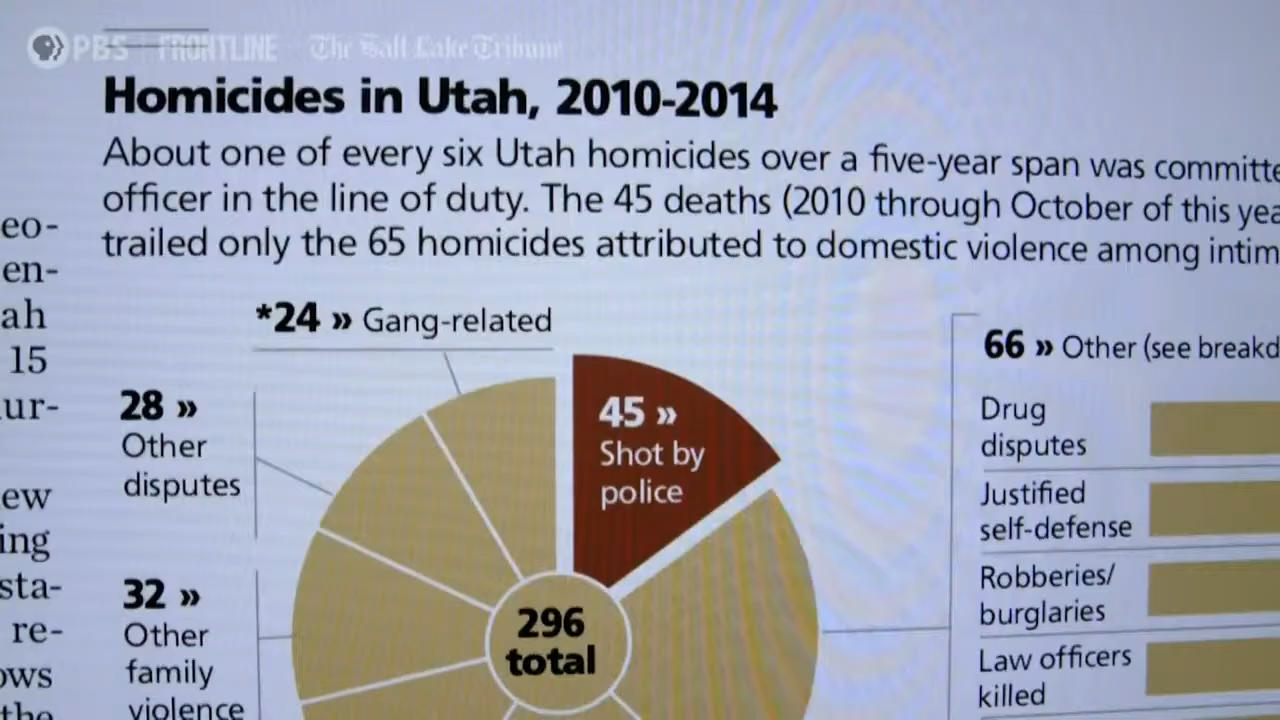 PBS FRONTLINE The Salt Lake Tribune
Homicides in Utah, 2010-2014
About one of every six Utah homicides over a five-year span was committe
officer in the line of duty. The 45 deaths (2010 through October of this yea
trailed only the 65 homicides attributed to domestic violence among intim
eo-
en-
ah
15
ur-
ew
ing
sta-
re-
ows
the
*24 » Gang-related
28 »
Other
disputes
32 »
Other
family
violence
45 »
Shot by
police
296
total
66 » Other (see breakd
Drug
disputes
Justified
self-defense
Robberies/
burglaries
Law officers
killed